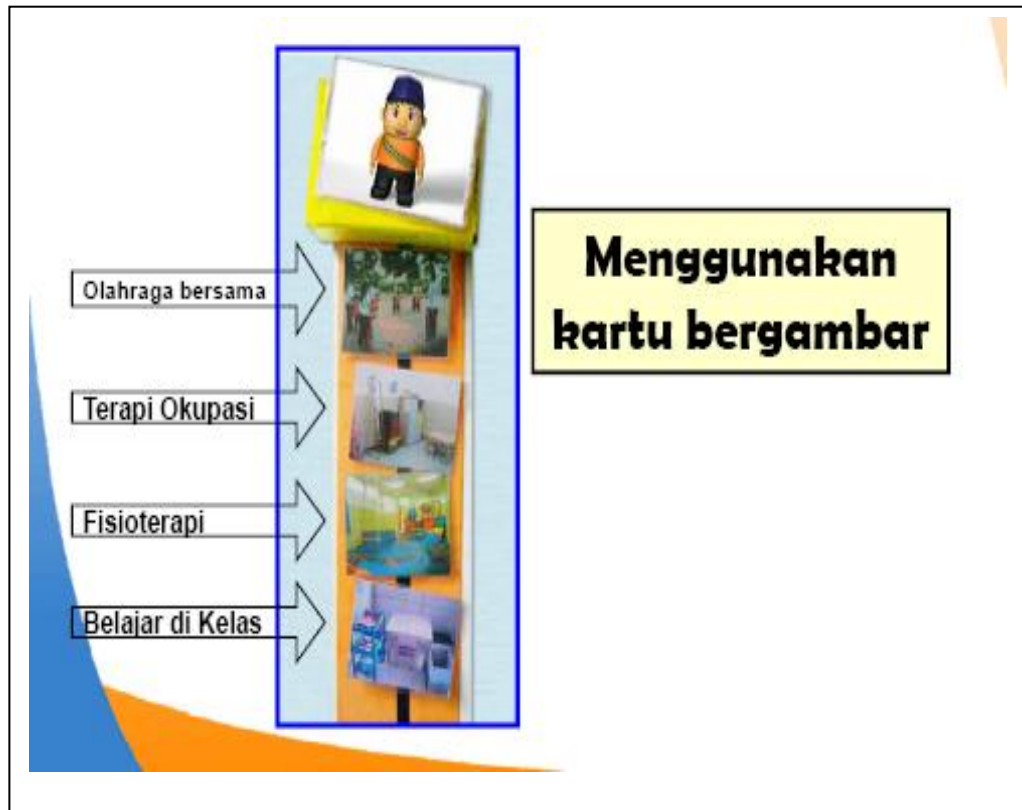 Menggunakan
kartu bergambar
Olahraga bersama
Terapi Okupasi
Fisioterapi
Belajar di Kelas